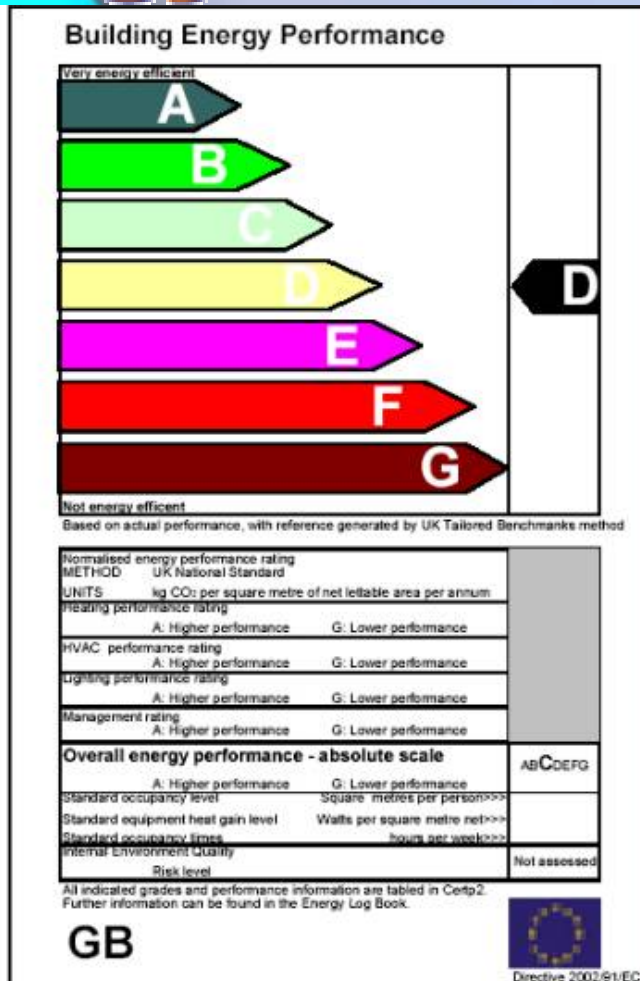 Building Energy Performance
Very energy efficient
A
B
C
D
D
E
F
G
Not energy efficent
Based on actual performance, with reference generated by UK Tailored Benchmanks method
Normalised energy performance rating
METHOD UK National Standard
UNITS kg CO₂ per square metre of net lettable area per annum
Heating performance rating
A: Higher performance G: Lower performance
HVAC performance rating
A: Higher performance G: Lower performance
Lighting performance rating
A: Higher performance G: Lower performance
Management rating
A: Higher performance G: Lower performance
Overall energy performance - absolute scale ABCDEFG
A: Higher performance G: Lower performance
Standard occupancy level Square metres per person>>>
Standard equipment heat gain level Watts per square metre net>>>
Standard occupancy times hours per week>>>
Internal Environment Quality
Risk level Not assessed
All indicated grades and performance information are tabled in Certp2.
Further information can be found in the Energy Log Book.
GB
Directive 2002/91/EC